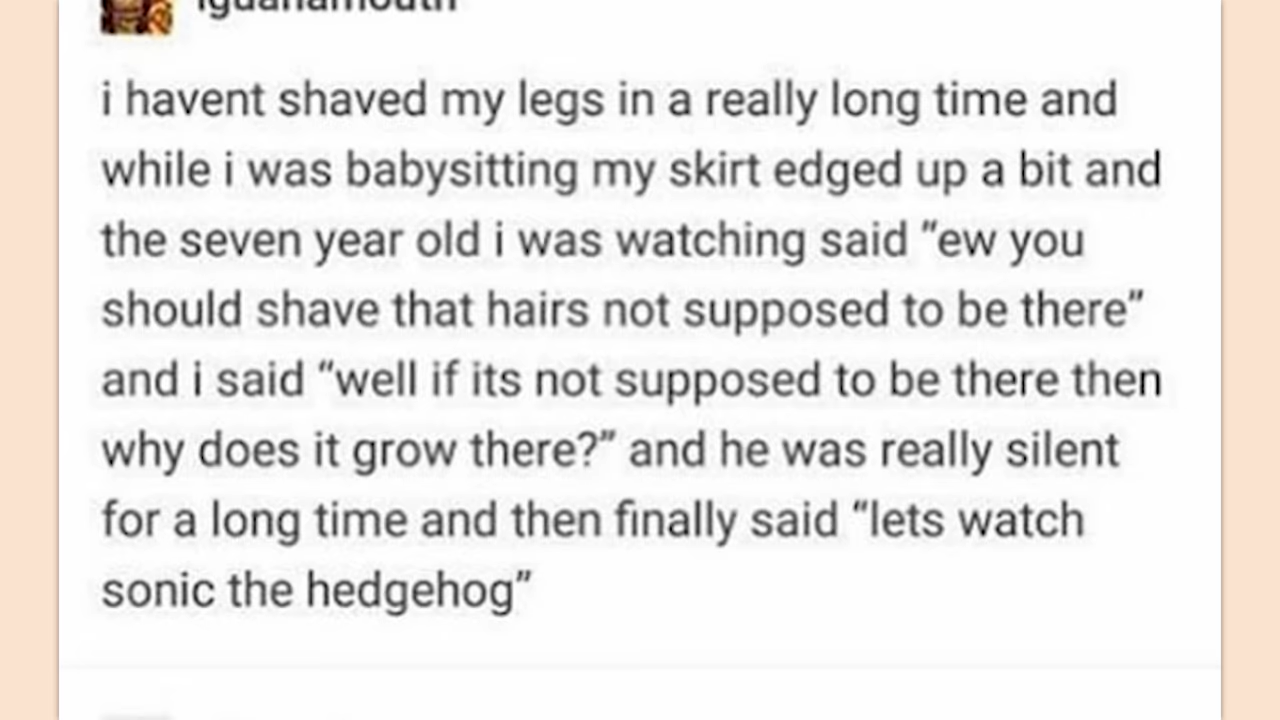 iguanamouth
i havent shaved my legs in a really long time and
while i was babysitting my skirt edged up a bit and
the seven year old i was watching said “ew you
should shave that hairs not supposed to be there”
and i said “well if its not supposed to be there then
why does it grow there?” and he was really silent
for a long time and then finally said “lets watch
sonic the hedgehog”